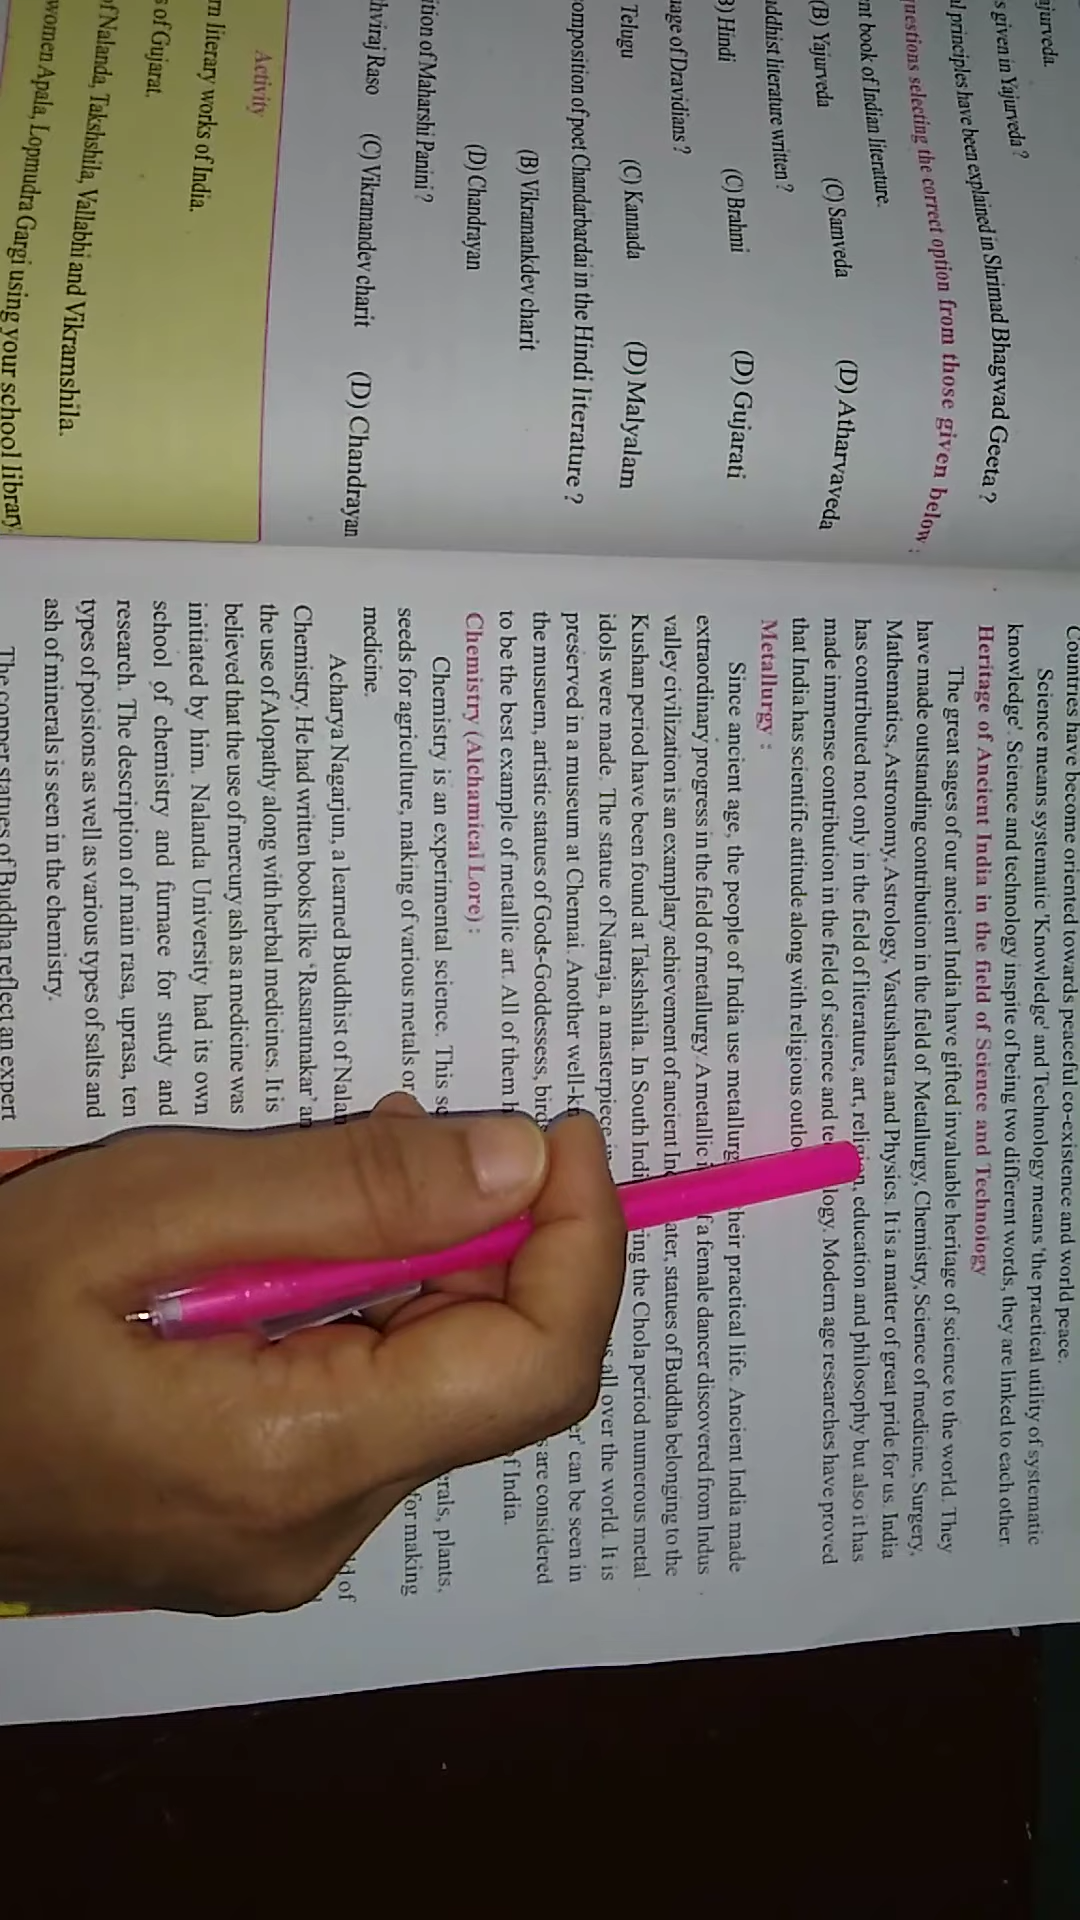 ajurveda.
s given in Yajurveda ?
al principles have been explained in Shrimad Bhagwad Geeta ?
questions selecting the correct option from those given below :
nt book of Indian literature.
(B) Yajurveda (C) Samveda (D) Atharvaveda
uddhist literature written ?
B) Hindi (C) Brahmi (D) Gujarati
uage of Dravidians ?
Telugu (C) Kannada (D) Malyalam
omposition of poet Chandarbardai in the Hindi literature ?
(B) Vikramankdev charit
(D) Chandrayan
ition of Maharshi Panini ?
hviraj Raso (C) Vikramandev charit (D) Chandrayan
Activity
rn literary works of India.
s of Gujarat.
of Nalanda, Takshshila, Vallabhi and Vikramshila.
women Apala, Lopmudra Gargi using your school library
Countries have become oriented towards peaceful co-existence and world peace.
Science means systematic 'Knowledge' and Technology means 'the practical utility of systematic
knowledge'. Science and technology inspite of being two different words, they are linked to each other.
Heritage of Ancient India in the field of Science and Technology
The great sages of our ancient India have gifted invaluable heritage of science to the world. They
have made outstanding contribution in the field of Metallurgy, Chemistry, Science of medicine, Surgery,
Mathematics, Astronomy, Astrology, Vastushastra and Physics. It is a matter of great pride for us. India
has contributed not only in the field of literature, art, religion, education and philosophy but also it has
made immense contribution in the field of science and te logy. Modern age researches have proved
that India has scientific attitude along with religious outlo
Metallurgy :
Since ancient age, the people of India use metallurg heir practical life. Ancient India made
extraordinary progress in the field of metallurgy. A metallic f a female dancer discovered from Indus
valley civilization is an examplary achievement of ancient In ater, statues of Buddha belonging to the
Kushan period have been found at Takshshila. In South Indi ing the Chola period numerous metal
idols were made. The statue of Natraja, a masterpiece us all over the world. It is
preserved in a museum at Chennai. Another well-k er' can be seen in
the musuem, artistic statues of Gods-Goddessess, birds s are considered
to be the best example of metallic art. All of them h f India.
Chemistry (Alchamical Lore) :
Chemistry is an experimental science. This sc erals, plants,
seeds for agriculture, making of various metals or for making
medicine.
Acharya Nagarjun, a learned Buddhist of Nalan d of
Chemistry. He had written books like 'Rasaratnakar' an
the use of Alopathy along with herbal medicines. It is
believed that the use of mercury ash as a medicine was
initiated by him. Nalanda University had its own
school of chemistry and furnace for study and
research. The description of main rasa, uprasa, ten
types of poisions as well as various types of salts and
ash of minerals is seen in the chemistry.
The copper statues of Buddha reflect an expert